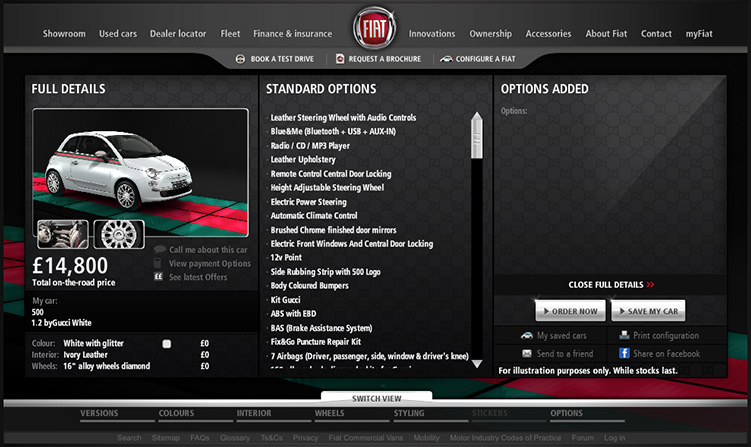 Showroom Used cars Dealer locator Fleet Finance & insurance FIAT Innovations Ownership Accessories About Fiat Contact myFiat
BOOK A TEST DRIVE REQUEST A BROCHURE CONFIGURE A FIAT
FULL DETAILS
£14,800
Total on-the-road price
Call me about this car
View payment Options
££ See latest Offers
My car:
500
1.2 byGucci White
Colour: White with glitter £0
Interior: Ivory Leather £0
Wheels: 16" alloy wheels diamond £0
STANDARD OPTIONS
Leather Steering Wheel with Audio Controls
Blue&Me (Bluetooth + USB + AUX-IN)
Radio / CD / MP3 Player
Leather Upholstery
Remote Control Central Door Locking
Height Adjustable Steering Wheel
Electric Power Steering
Automatic Climate Control
Brushed Chrome finished door mirrors
Electric Front Windows And Central Door Locking
12v Point
Side Rubbing Strip with 500 Logo
Body Coloured Bumpers
Kit Gucci
ABS with EBD
BAS (Brake Assistance System)
Fix&Go Puncture Repair Kit
7 Airbags (Driver, passenger, side, window & driver's knee)
OPTIONS ADDED
Options:
CLOSE FULL DETAILS >>
ORDER NOW SAVE MY CAR
My saved cars Print configuration
Send to a friend f Share on Facebook
For illustration purposes only. While stocks last.
SWITCH VIEW
VERSIONS COLOURS INTERIOR WHEELS STYLING STICKERS OPTIONS
Search Sitemap FAQs Glossary Ts&Cs Privacy Fiat Commercial Vans Mobility Motor Industry Codes of Practice Forum Log in